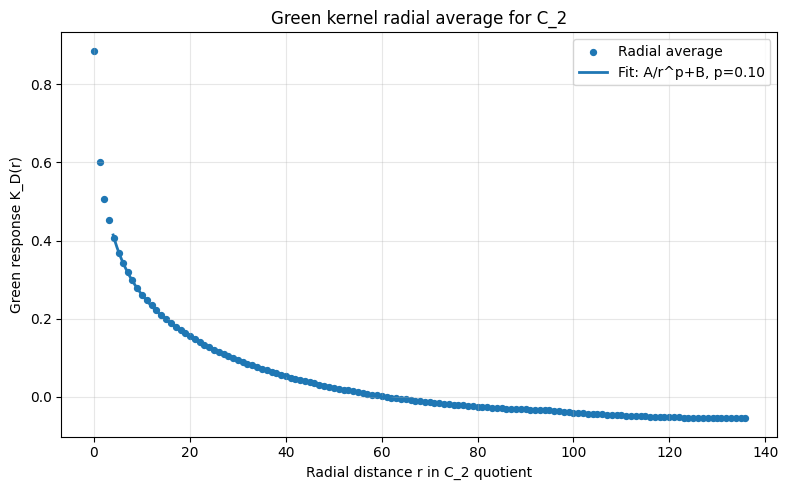 Green kernel radial average for C_2
Radial average
Fit: A/r^p+B, p=0.10
Green response K_D(r)
0.8
0.6
0.4
0.2
0.0
0 20 40 60 80 100 120 140
Radial distance r in C_2 quotient